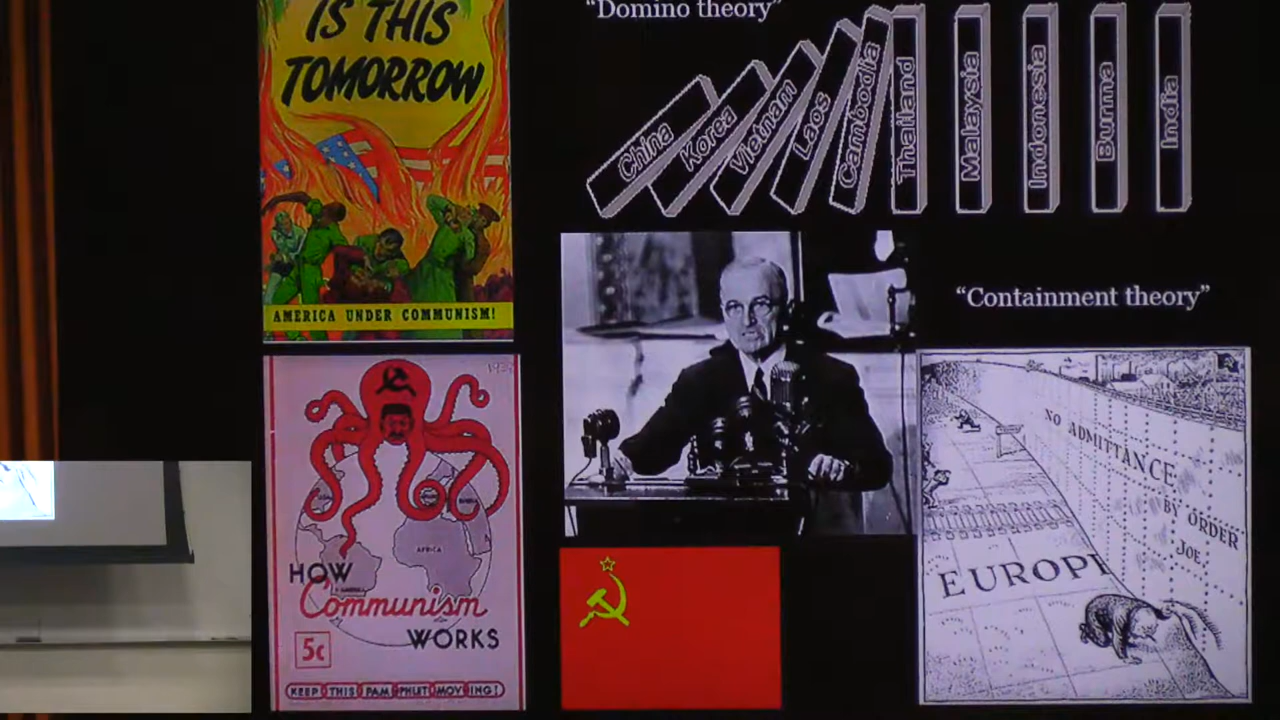 IS THIS
TOMORROW
AMERICA UNDER COMMUNISM!
"Domino theory"
China
Korea
Vietnam
Laos
Cambodia
Thailand
Malaysia
Indonesia
Burma
India
"Containment theory"
NO ADMITTANCE
BY ORDER
JOE
EUROPE
AFRICA
HOW
Communism
WORKS
5c
KEEP THIS PAMPHLET MOVING!